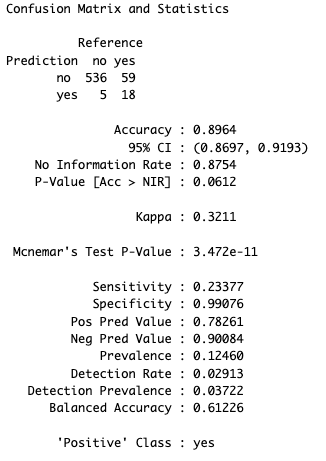 Confusion Matrix and Statistics
Reference
Prediction no yes
no 536 59
yes 5 18
Accuracy : 0.8964
95% CI : (0.8697, 0.9193)
No Information Rate : 0.8754
P-Value [Acc > NIR] : 0.0612
Kappa : 0.3211
Mcnemar's Test P-Value : 3.472e-11
Sensitivity : 0.23377
Specificity : 0.99076
Pos Pred Value : 0.78261
Neg Pred Value : 0.90084
Prevalence : 0.12460
Detection Rate : 0.02913
Detection Prevalence : 0.03722
Balanced Accuracy : 0.61226
'Positive' Class : yes